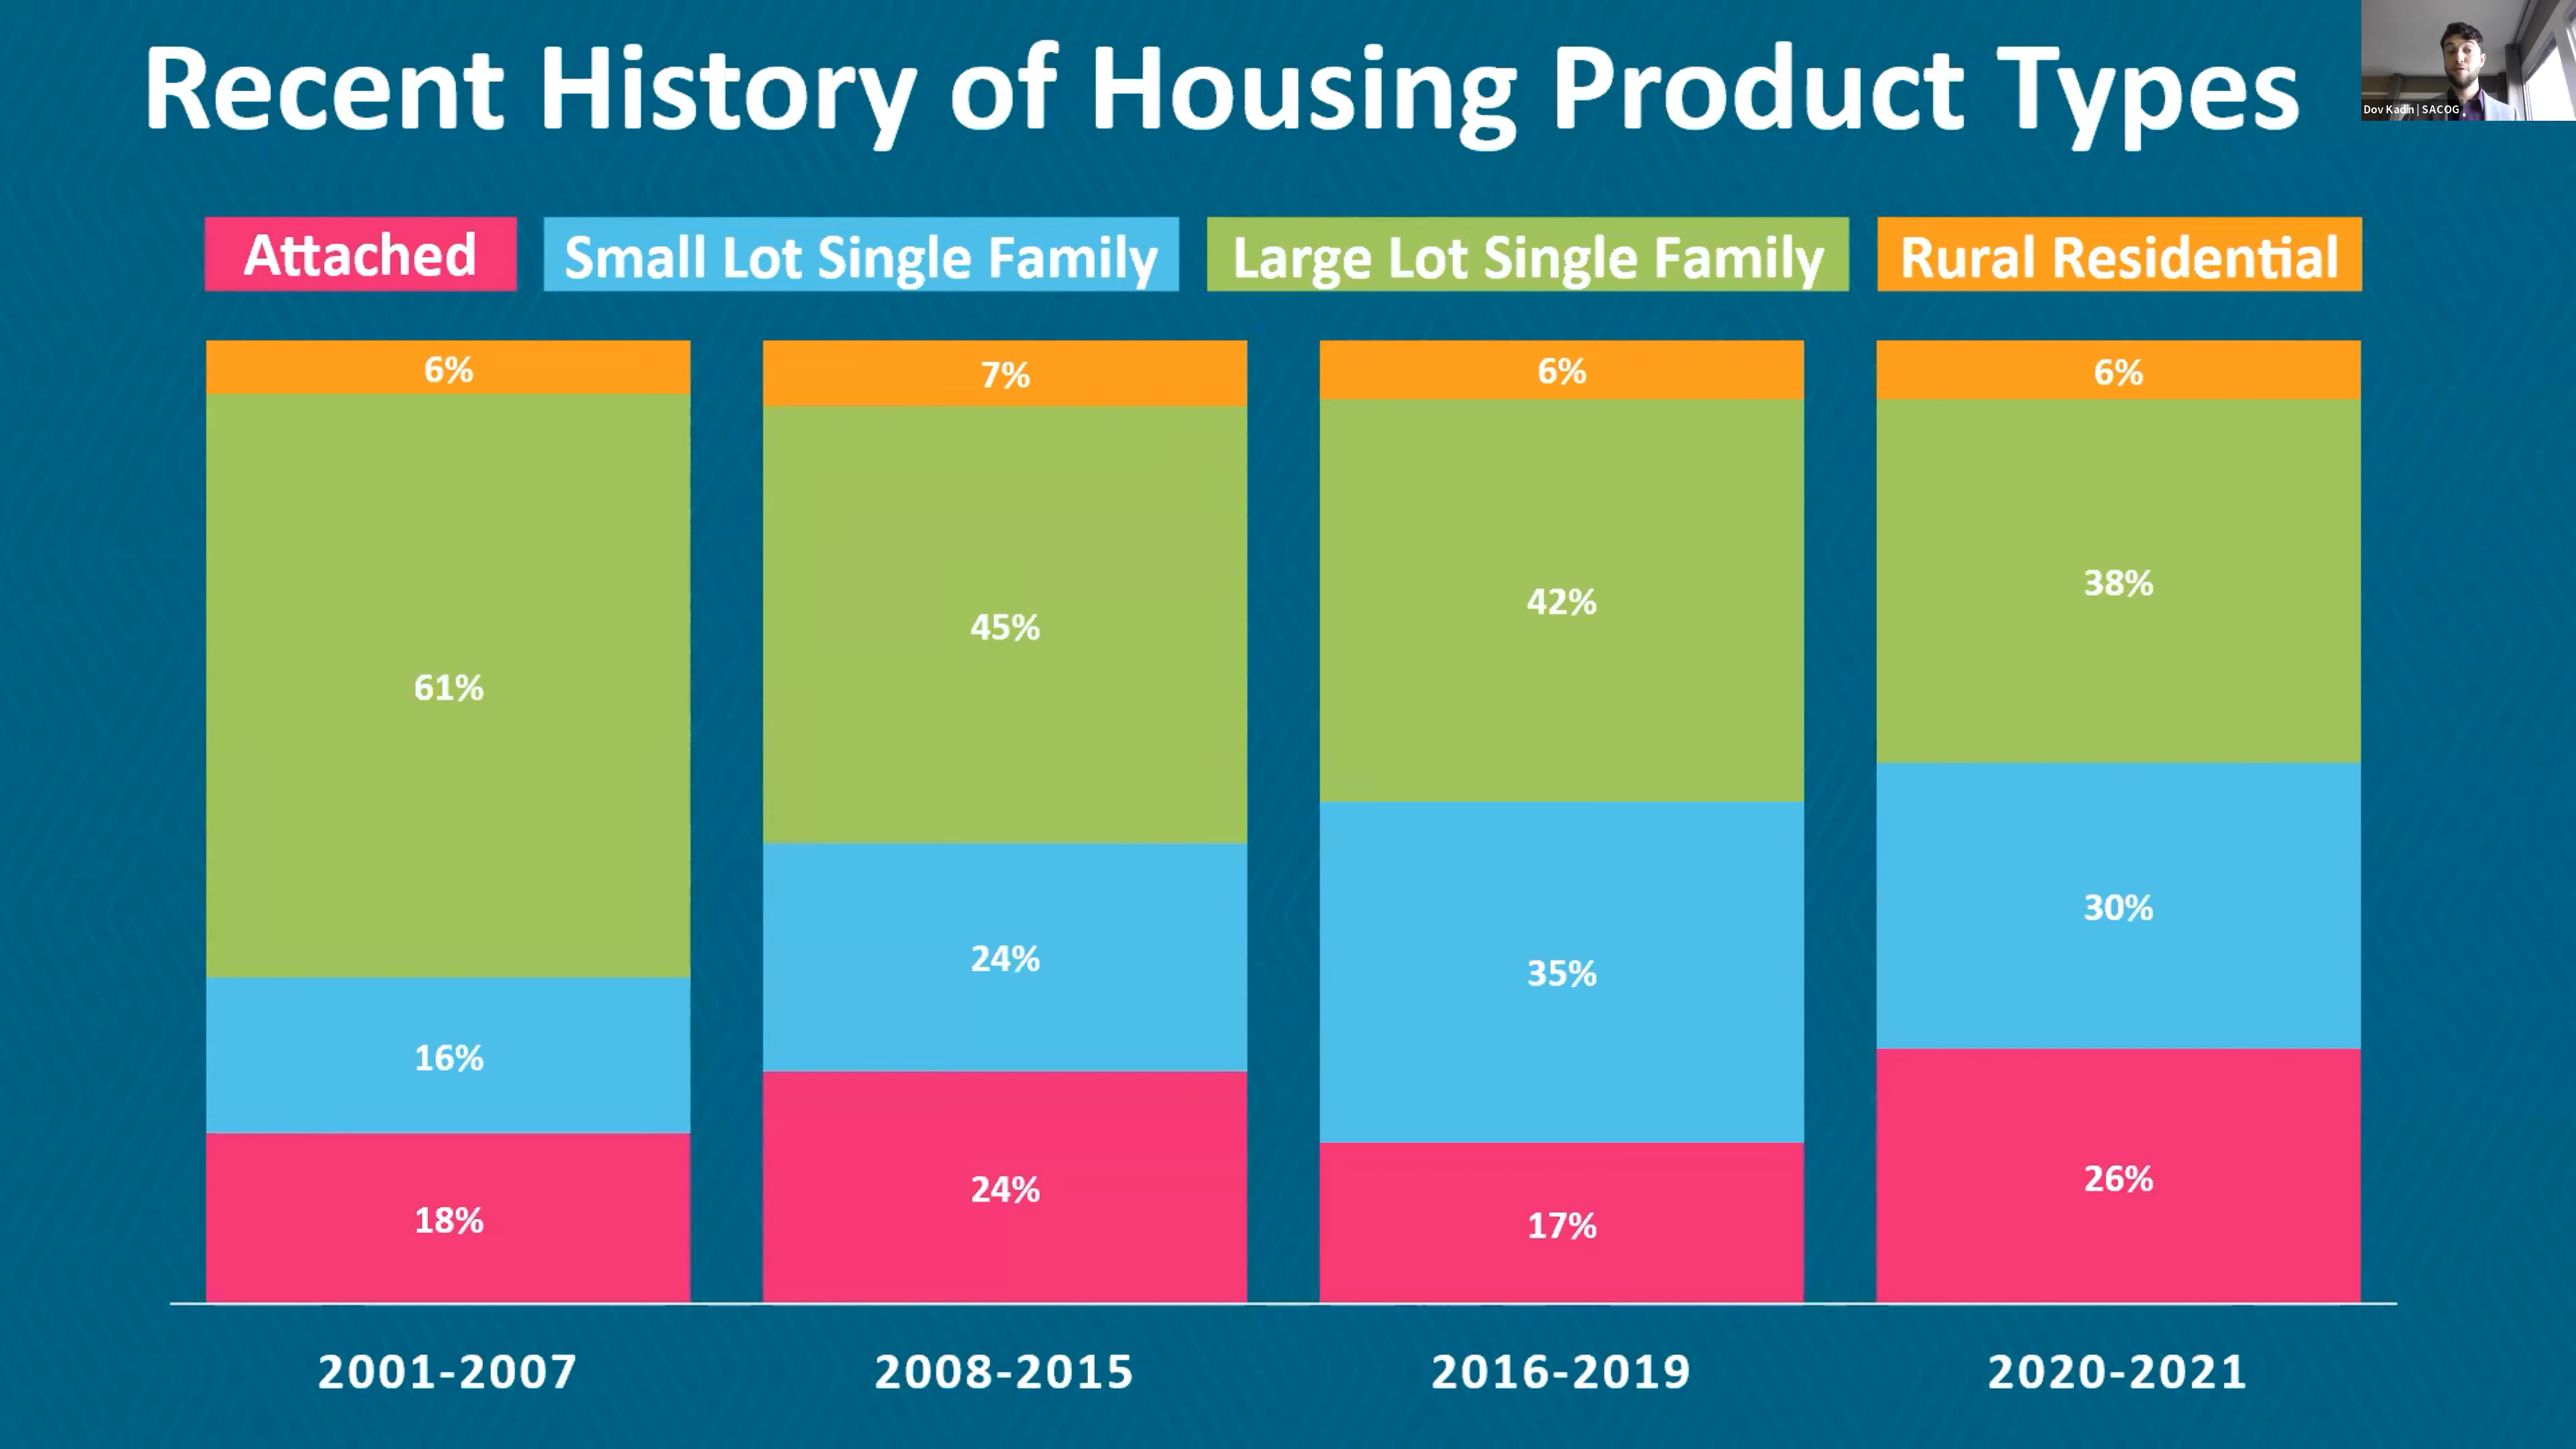 Recent History of Housing Product Types
Dov Kadin | SACOG
Attached Small Lot Single Family Large Lot Single Family Rural Residential
6% 7% 6% 6%
61% 45% 42% 38%
16% 24% 35% 30%
18% 24% 17% 26%
2001-2007 2008-2015 2016-2019 2020-2021